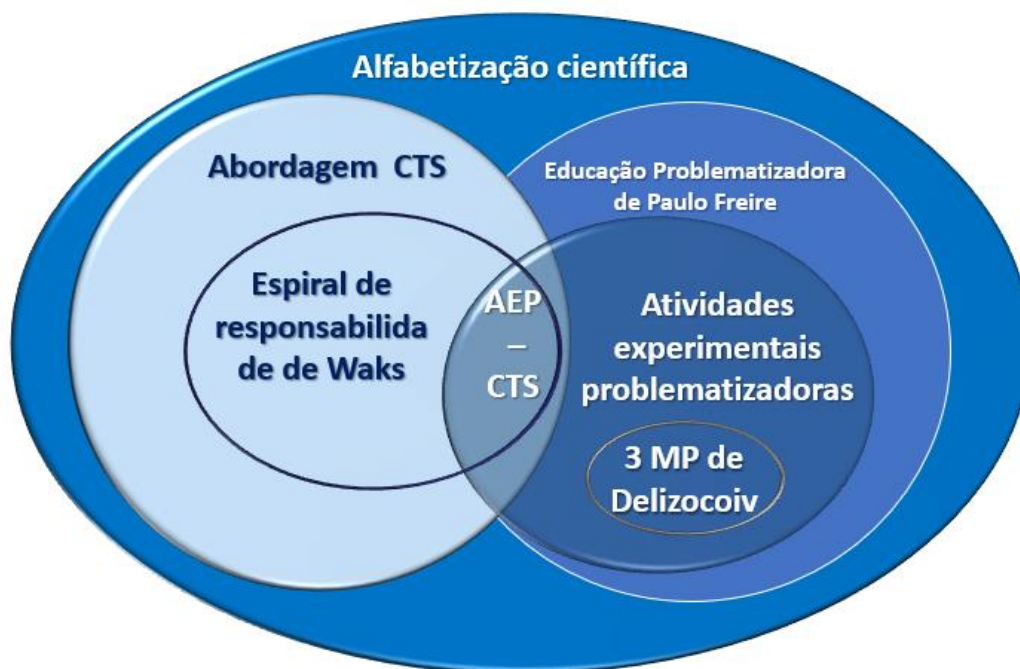 Alfabetização científica
Abordagem CTS
Educação Problematizadora
de Paulo Freire
Espiral de
responsabilida
de de Waks
AEP
–
CTS
Atividades
experimentais
problematizadoras
3 MP de
Delizocoiv